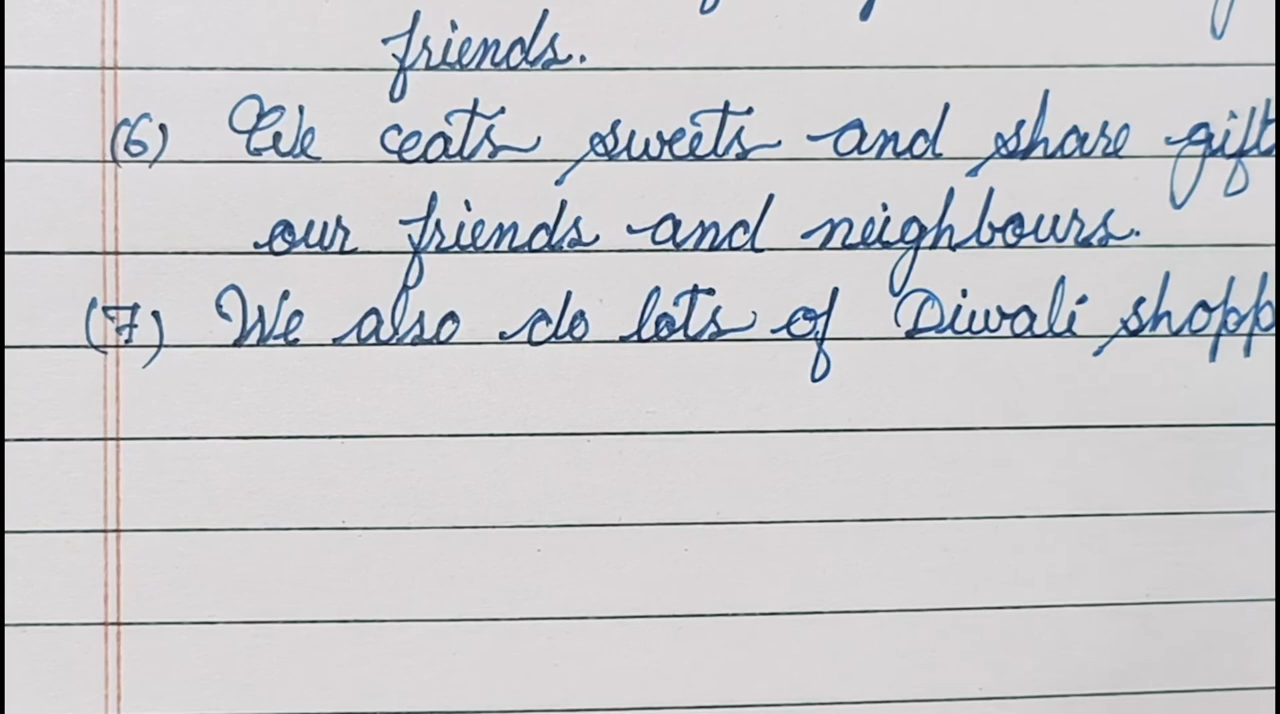 friends.
(6) We eats sweets and share gift
our friends and neighbours.
(7) We also do lots of Diwali shopp